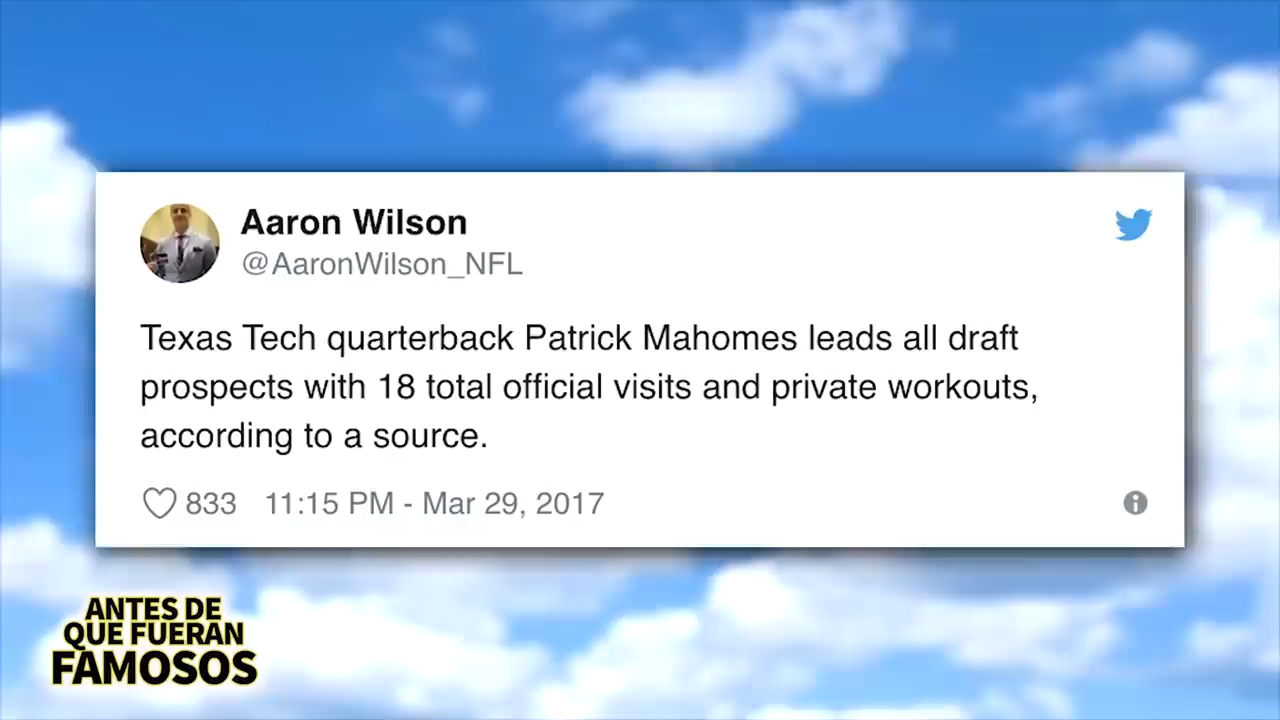 Aaron Wilson
@AaronWilson_NFL
Texas Tech quarterback Patrick Mahomes leads all draft
prospects with 18 total official visits and private workouts,
according to a source.
833 11:15 PM - Mar 29, 2017
ANTES DE
QUE FUERAN
FAMOSOS